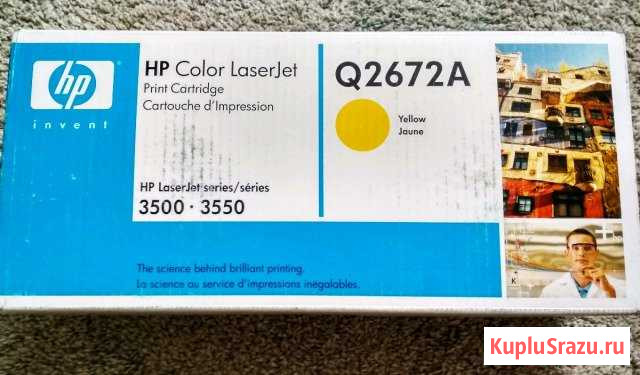 hp
invent
HP Color LaserJet
Print Cartridge
Cartouche d'Impression
HP LaserJet series/séries
3500 · 3550
Q2672A
Yellow
Jaune
The science behind brilliant printing.
La science au service d'impressions inégalables.
K
KupluSrazu.ru